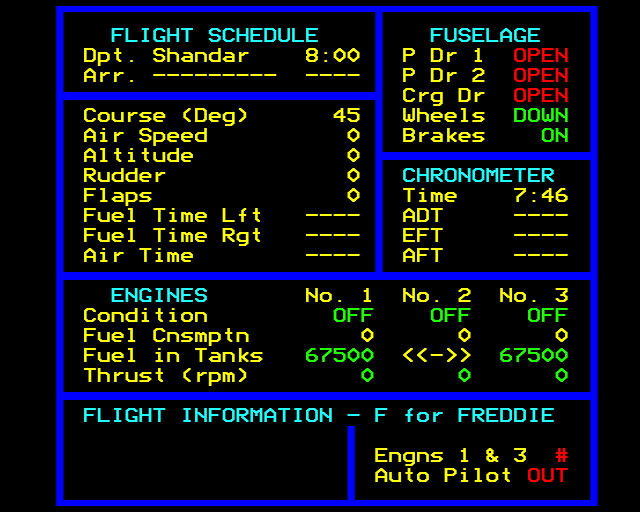 FLIGHT SCHEDULE
Dpt. Shandar 8:00
Arr. --------- ----
FUSELAGE
P Dr 1 OPEN
P Dr 2 OPEN
Crg Dr OPEN
Wheels DOWN
Brakes ON
Course (Deg) 45
Air Speed 0
Altitude 0
Rudder 0
Flaps 0
Fuel Time Lft ----
Fuel Time Rgt ----
Air Time ----
CHRONOMETER
Time 7:46
ADT ----
EFT ----
AFT ----
ENGINES No. 1 No. 2 No. 3
Condition OFF OFF OFF
Fuel Cnsmptn 0 0 0
Fuel in Tanks 67500 <<->> 67500
Thrust (rpm) 0 0 0
FLIGHT INFORMATION - F for FREDDIE
Engns 1 & 3 #
Auto Pilot OUT